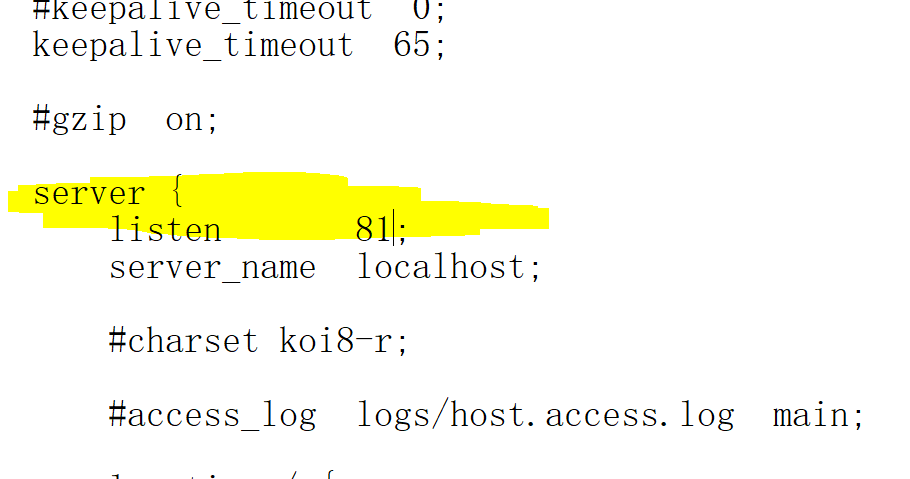 #keepalive_timeout  0;
keepalive_timeout  65;
#gzip  on;
server {
listen       81;
server_name  localhost;
#charset koi8-r;
#access_log  logs/host.access.log  main;